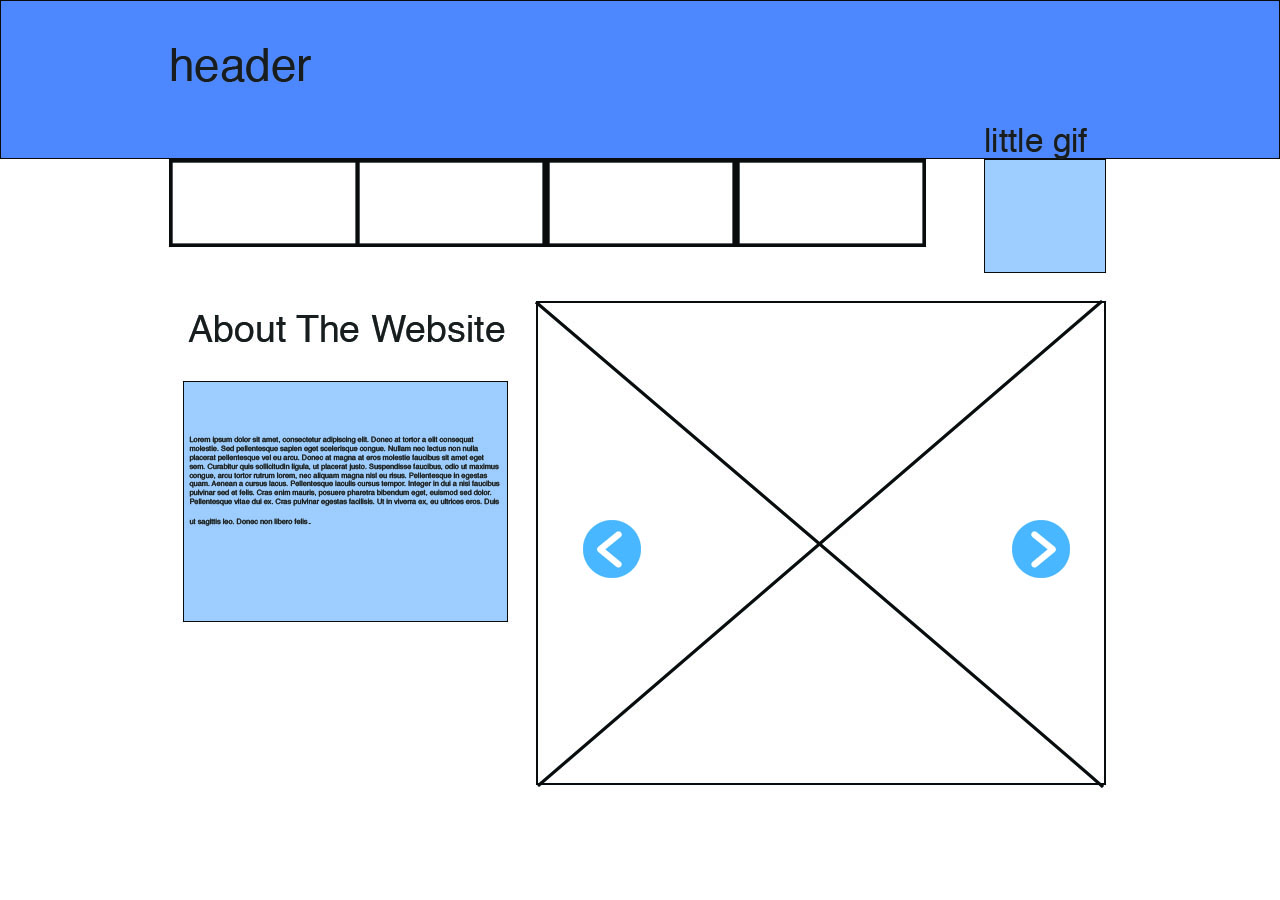 header
little gif
About The Website
Lorem ipsum dolor sit amet, consectetur adipiscing elit. Donec at tortor a elit consequat
molestie. Sed pellentesque sapien eget scelerisque congue. Nullam nec lectus non nulla
placerat pellentesque vel eu arcu. Donec at magna at eros molestie faucibus sit amet eget
sem. Curabitur quis sollicitudin ligula, ut placerat justo. Suspendisse faucibus, odio ut maximus
congue, arcu tortor rutrum lorem, nec aliquam magna nisl eu risus. Pellentesque in egestas
quam. Aenean a cursus lacus. Pellentesque iaculis cursus tempor. Integer in dui a nisl faucibus
pulvinar sed et felis. Cras enim mauris, posuere pharetra bibendum eget, euismod sed dolor.
Pellentesque vitae dui ex. Cras pulvinar egestas facilisis. Ut in viverra ex, eu ultrices eros. Duis
ut sagittis leo. Donec non libero felis..